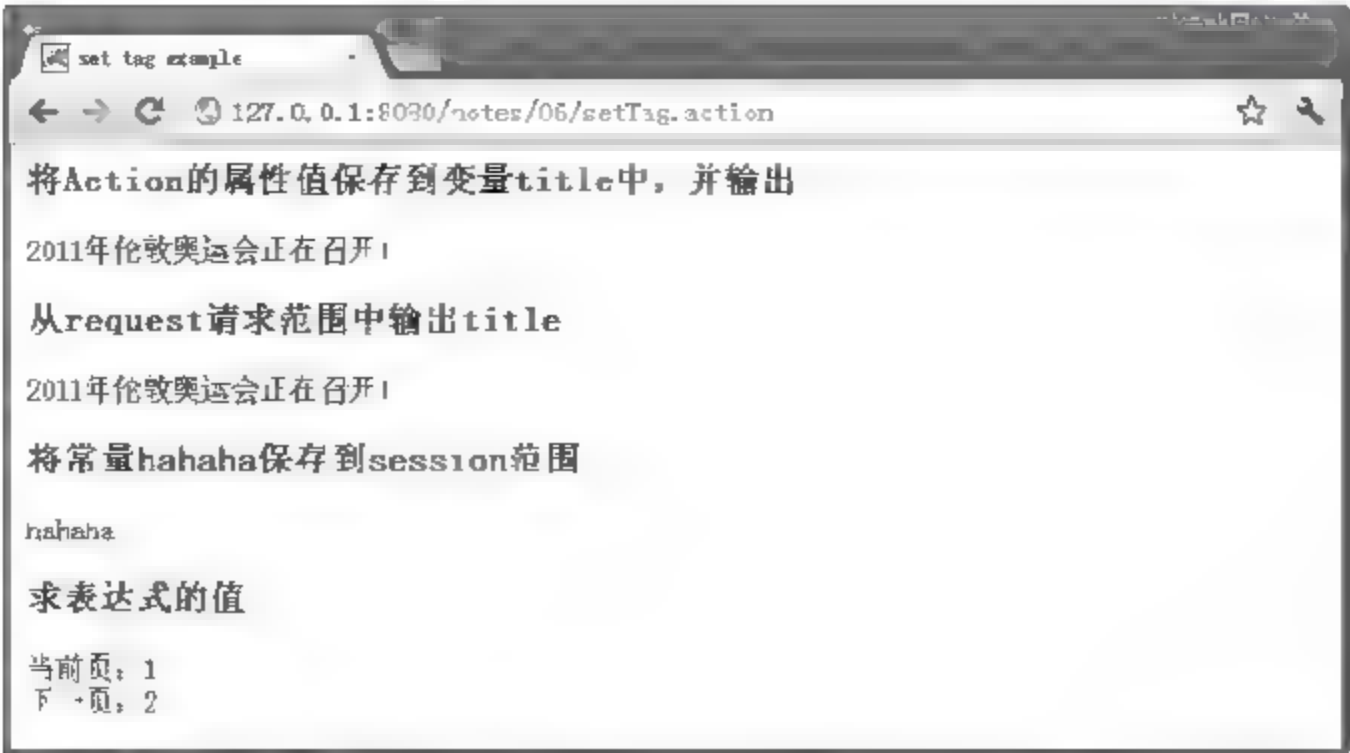 set tag example
127.0.0.1:8080/notes/06/setTag.action
将Action的属性值保存到变量title中，并输出
2011年伦敦奥运会正在召开！
从request请求范围中输出title
2011年伦敦奥运会正在召开！
将常量hahaha保存到session范围
hahaha
求表达式的值
当前页：1
下一页：2